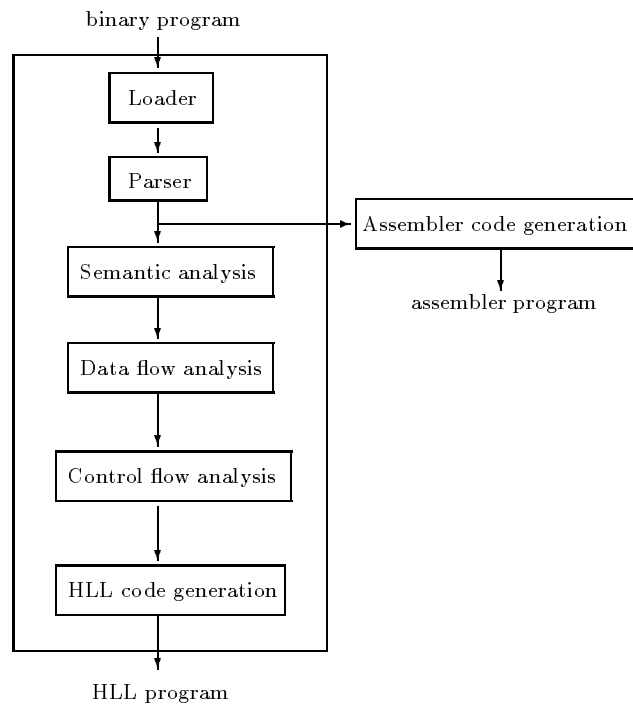 binary program
Loader
Parser
Assembler code generation
Semantic analysis
assembler program
Data flow analysis
Control flow analysis
HLL code generation
HLL program